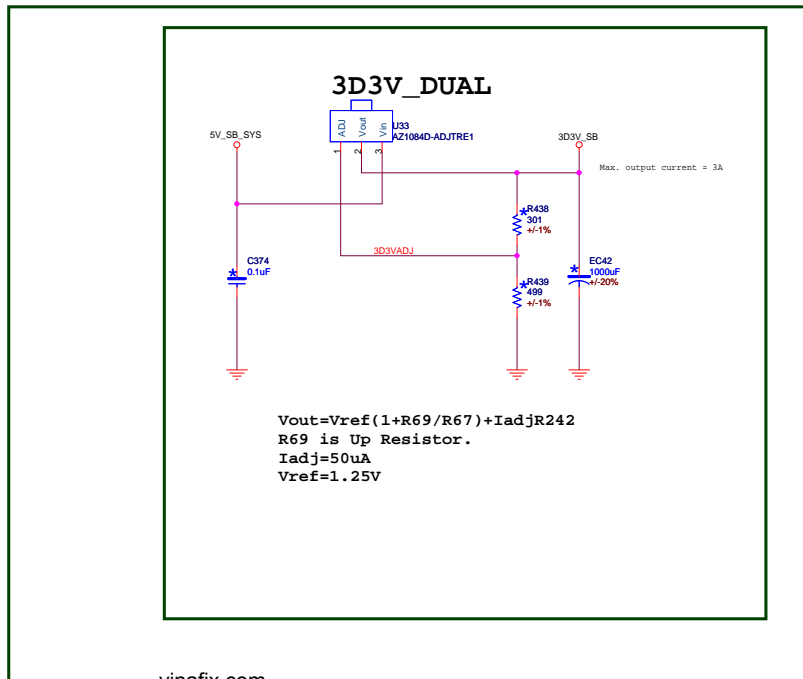 3D3V_DUAL
5V_SB_SYS
ADJ
Vout
Vin
U33
AZ1084D-ADJTRE1
1
2
3
3D3V_SB
Max. output current = 3A
R438
301
+/-1%
3D3VADJ
C374
0.1uF
R439
499
+/-1%
EC42
1000uF
+/-20%
Vout=Vref(1+R69/R67)+IadjR242
R69 is Up Resistor.
Iadj=50uA
Vref=1.25V
vinafix.com